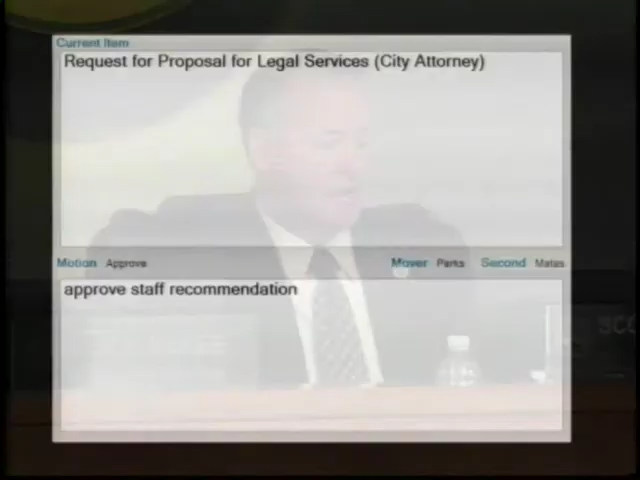 Current Item
Request for Proposal for Legal Services (City Attorney)
Motion Approve Mover Parks Second Matas
approve staff recommendation
SCO